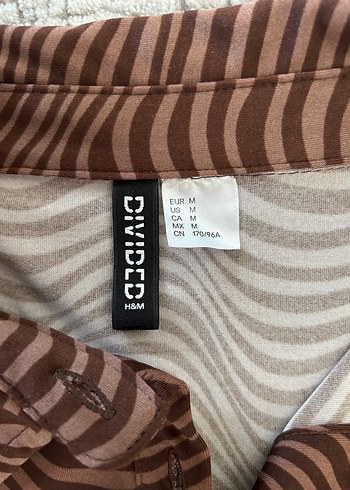 DIVIDED
H&M
EUR M
US M
CA M
MX M
CN 170/96A